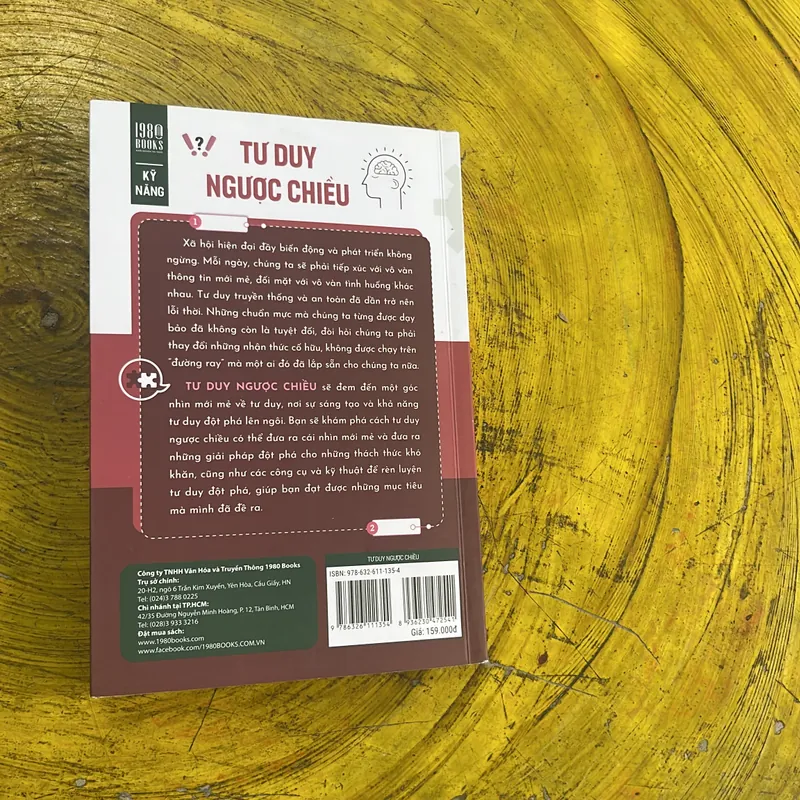 1980
BOOKS
KỸ
NĂNG
!?!
TƯ DUY
NGƯỢC CHIỀU
1
Xã hội hiện đại đầy biến động và phát triển không
ngừng. Mỗi ngày, chúng ta sẽ phải tiếp xúc với vô vàn
thông tin mới mẻ, đối mặt với vô vàn tình huống khác
nhau. Tư duy truyền thống và an toàn đã dần trở nên
lỗi thời. Những chuẩn mực mà chúng ta từng được dạy
bảo đã không còn là tuyệt đối, đòi hỏi chúng ta phải
thay đổi những nhận thức cố hữu, không được chạy trên
“đường ray” mà một ai đó đã lắp sẵn cho chúng ta nữa.
TƯ DUY NGƯỢC CHIỀU sẽ đem đến một góc
nhìn mới mẻ về tư duy, nơi sự sáng tạo và khả năng
tư duy đột phá lên ngôi. Bạn sẽ khám phá cách tư duy
ngược chiều có thể đưa ra cái nhìn mới mẻ và đưa ra
những giải pháp đột phá cho những thách thức khó
khăn, cũng như các công cụ và kỹ thuật để rèn luyện
tư duy đột phá, giúp bạn đạt được những mục tiêu
mà mình đã đề ra.
2
Công ty TNHH Văn Hóa và Truyền Thông 1980 Books
Trụ sở chính:
20-H2, ngõ 6 Trần Kim Xuyến, Yên Hòa, Cầu Giấy, HN
Tel: (024)3 788 0225
Chi nhánh tại TP.HCM:
42/35 Đường Nguyễn Minh Hoàng, P. 12, Tân Bình, HCM
Tel: (028)3 933 3216
Đặt mua sách:
www.1980books.com
www.facebook.com/1980BOOKS.COM.VN
TƯ DUY NGƯỢC CHIỀU
ISBN: 978-632-611-135-4
9 786326 111354
8 936230 472541
Giá: 159.000đ